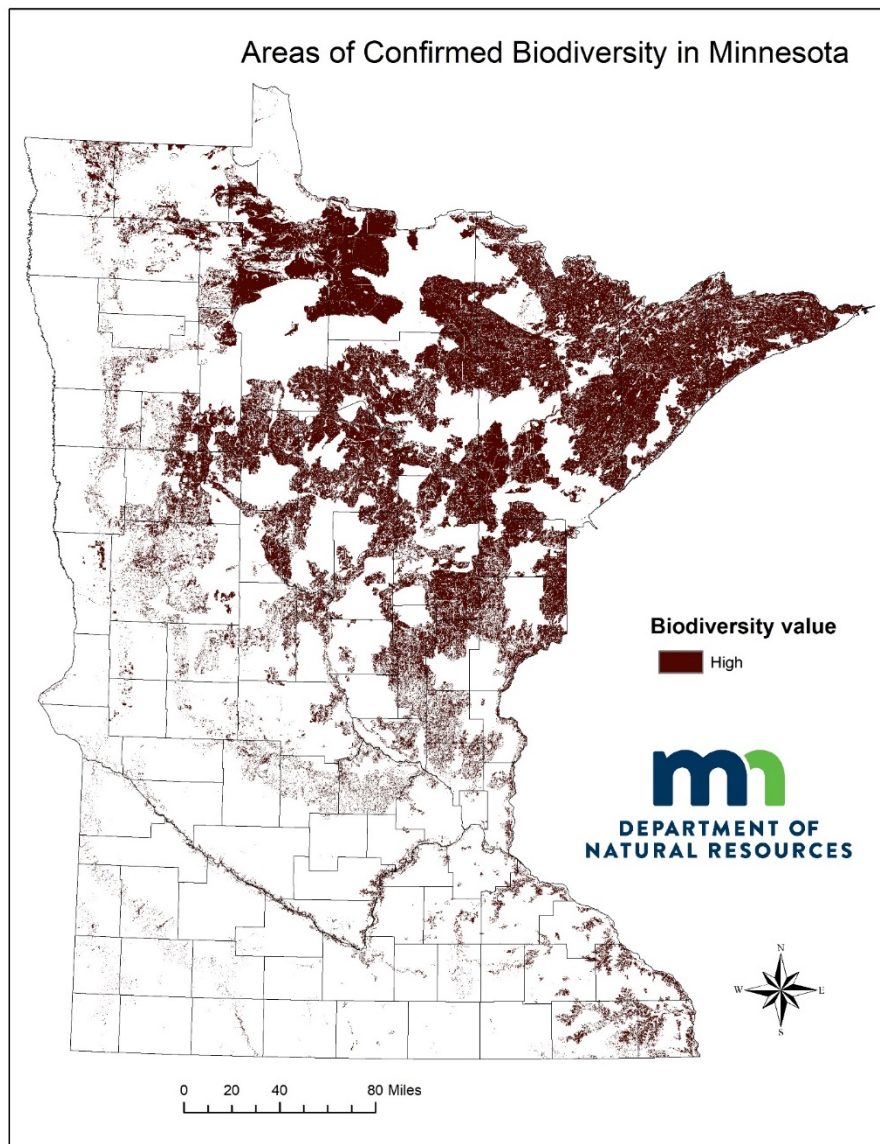 Areas of Confirmed Biodiversity in Minnesota
Biodiversity value
High
mn
DEPARTMENT OF
NATURAL RESOURCES
N
W E
S
0 20 40 80 Miles